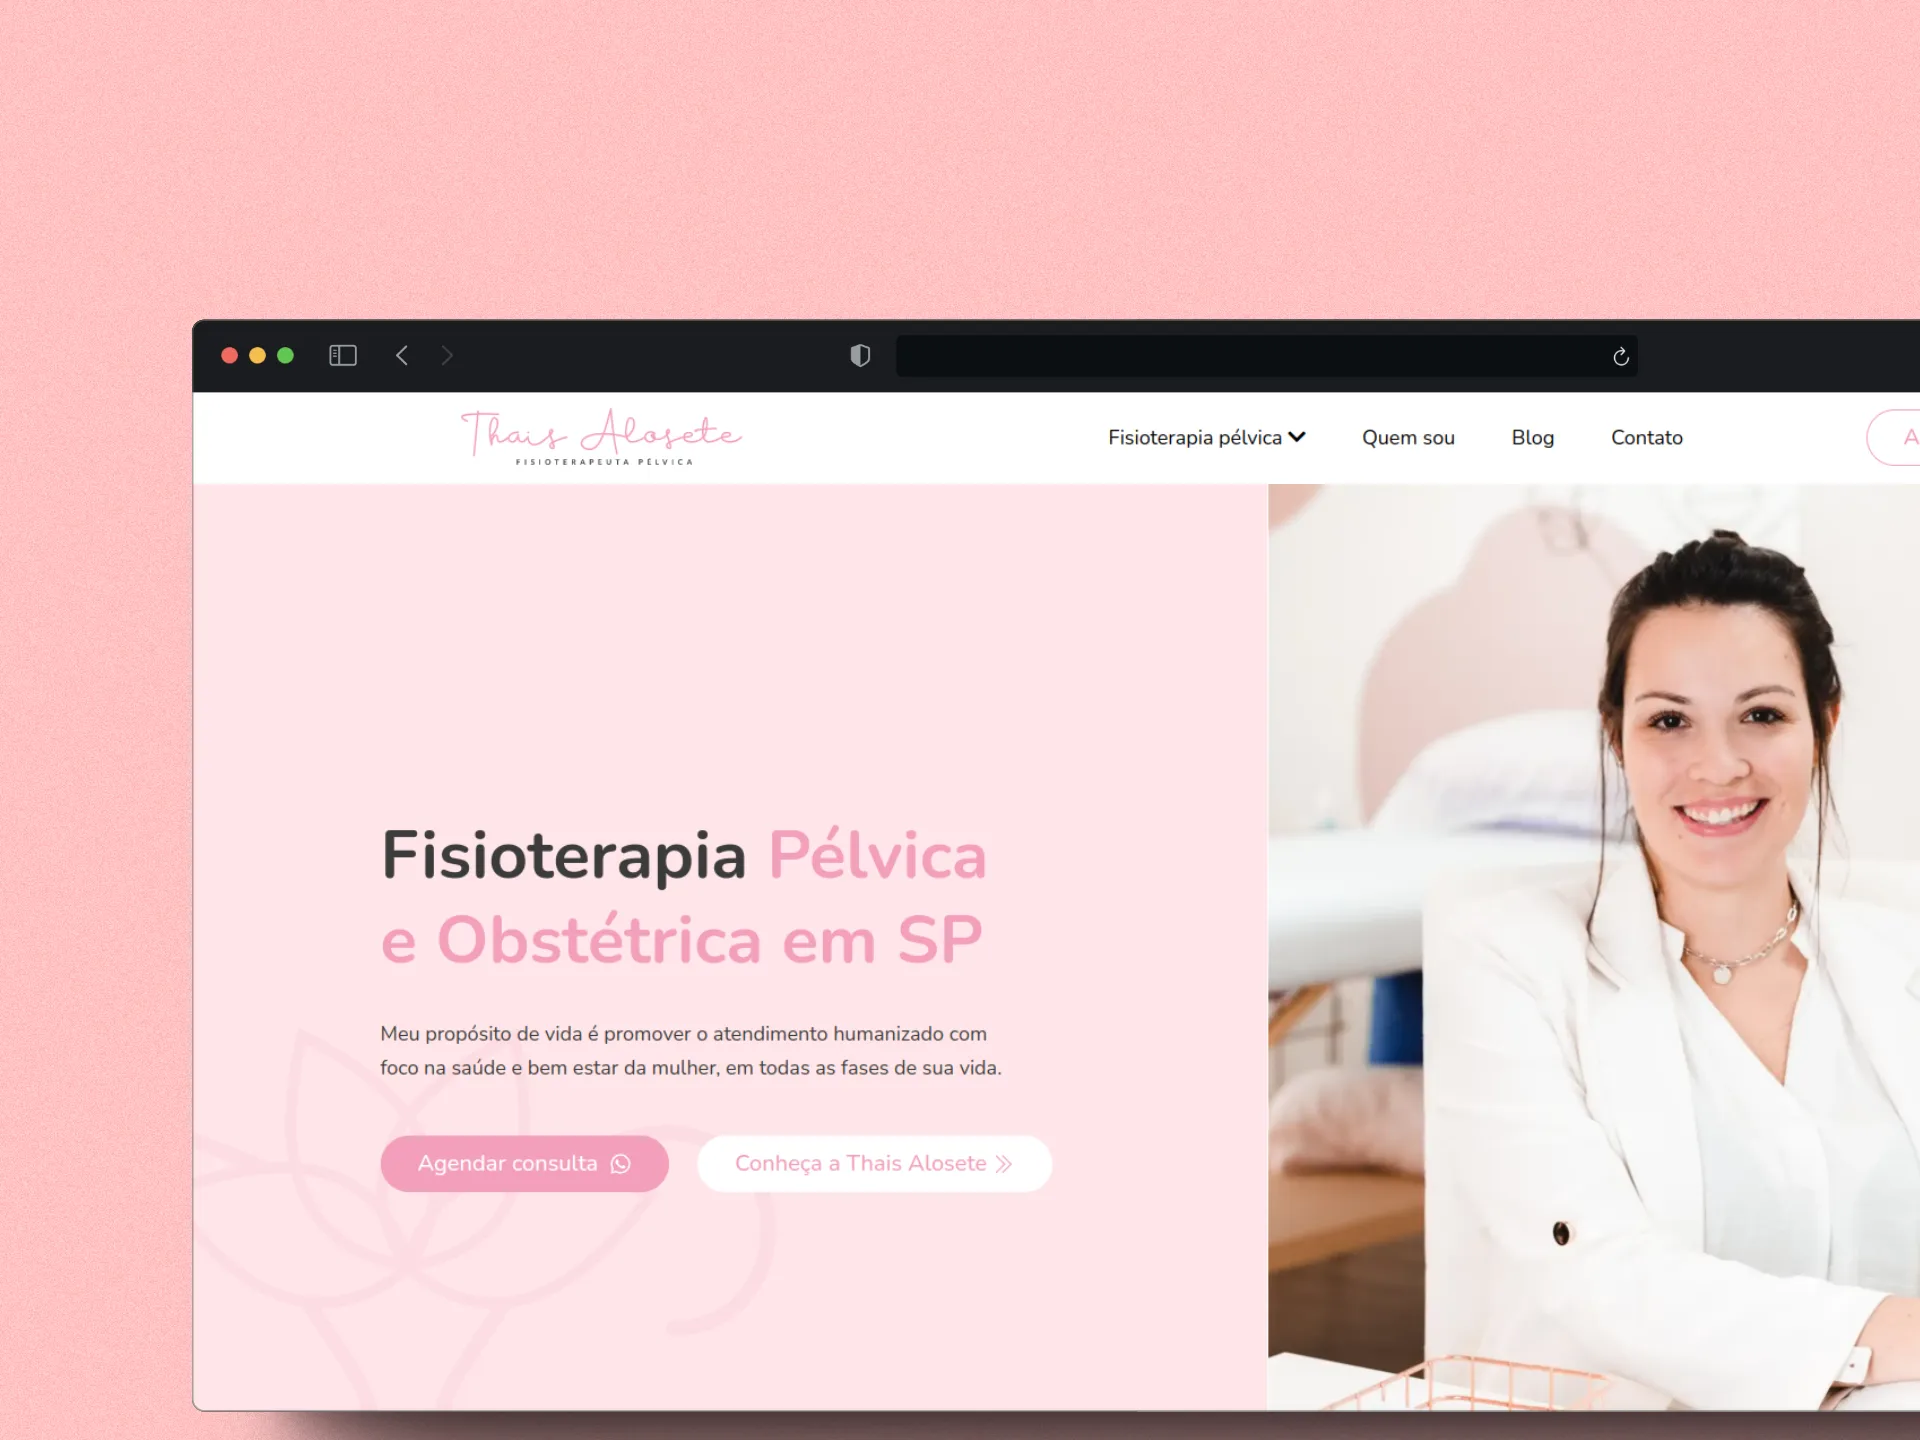 Thais Alosete
FISIOTERAPEUTA PÉLVICA
Fisioterapia pélvica
Quem sou
Blog
Contato
A
Fisioterapia Pélvica
e Obstétrica em SP
Meu propósito de vida é promover o atendimento humanizado com
foco na saúde e bem estar da mulher, em todas as fases de sua vida.
Agendar consulta
Conheça a Thais Alosete